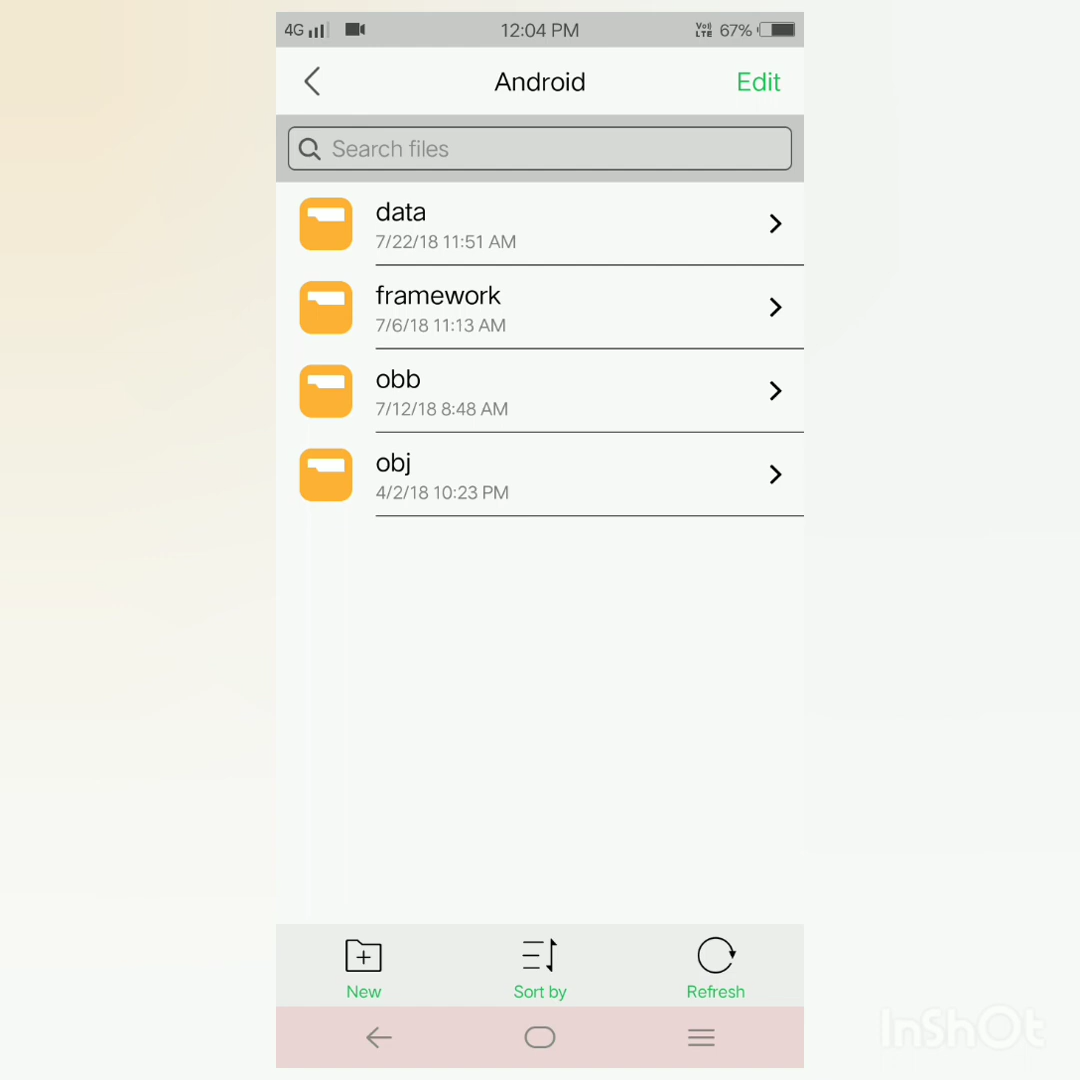 4G 12:04 PM Vo)) LTE 67%
Android Edit
Search files
data
7/22/18 11:51 AM
framework
7/6/18 11:13 AM
obb
7/12/18 8:48 AM
obj
4/2/18 10:23 PM
New Sort by Refresh
InShOt